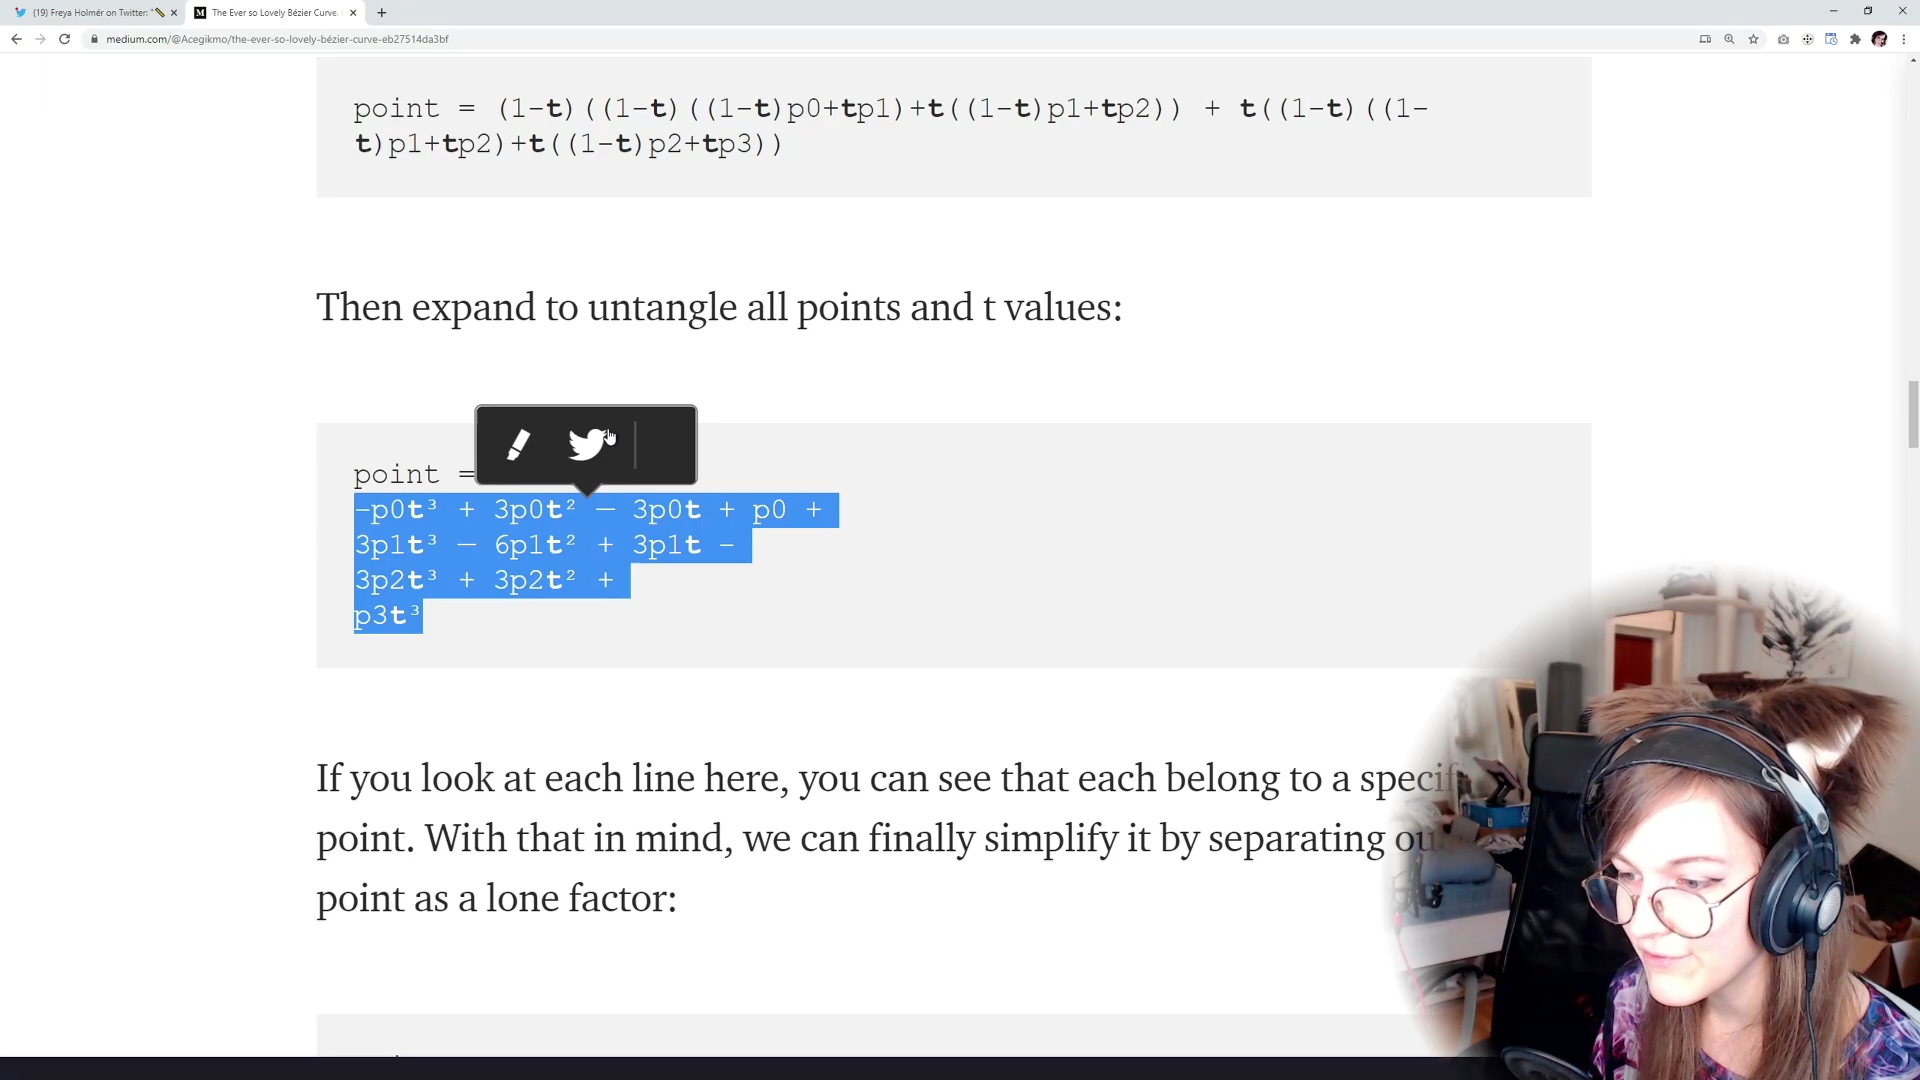 (19) Freya Holmér on Twitter: "📏
The Ever so Lovely Bézier Curve.
medium.com/@Acegikmo/the-ever-so-lovely-bézier-curve-eb27514da3bf
point = (1-t)((1-t)((1-t)p0+tp1)+t((1-t)p1+tp2)) + t((1-t)((1-
t)p1+tp2)+t((1-t)p2+tp3))
Then expand to untangle all points and t values:
point =
-p0t³ + 3p0t² — 3p0t + p0 +
3p1t³ — 6p1t² + 3p1t -
3p2t³ + 3p2t² +
p3t³
If you look at each line here, you can see that each belong to a
point. With that in mind, we can finally simplify it by separating
point as a lone factor: